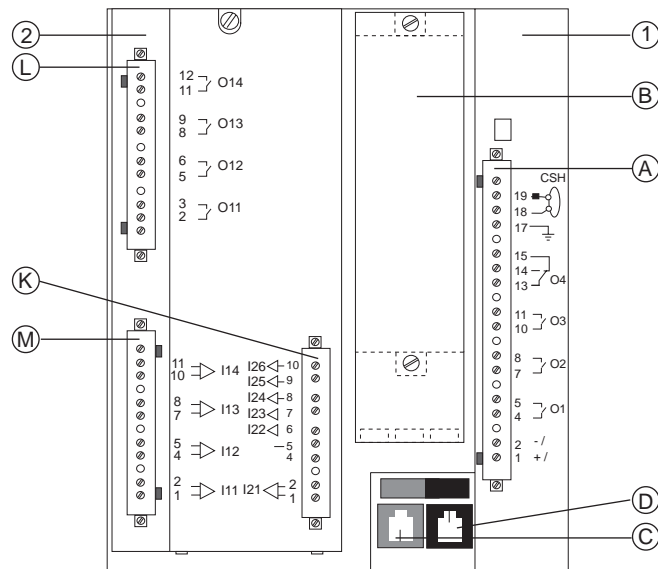 2
L
12
11
O14
9
8
O13
6
5
O12
3
2
O11
K
M
11
10
I14
8
7
I13
5
4
I12
2
1
I11
I26
10
I25
9
I24
8
I23
7
I22
6
5
4
I21
2
1
1
B
A
CSH
19
18
17
15
14
13
O4
11
10
O3
8
7
O2
5
4
O1
2 - /
1 + /
D
C